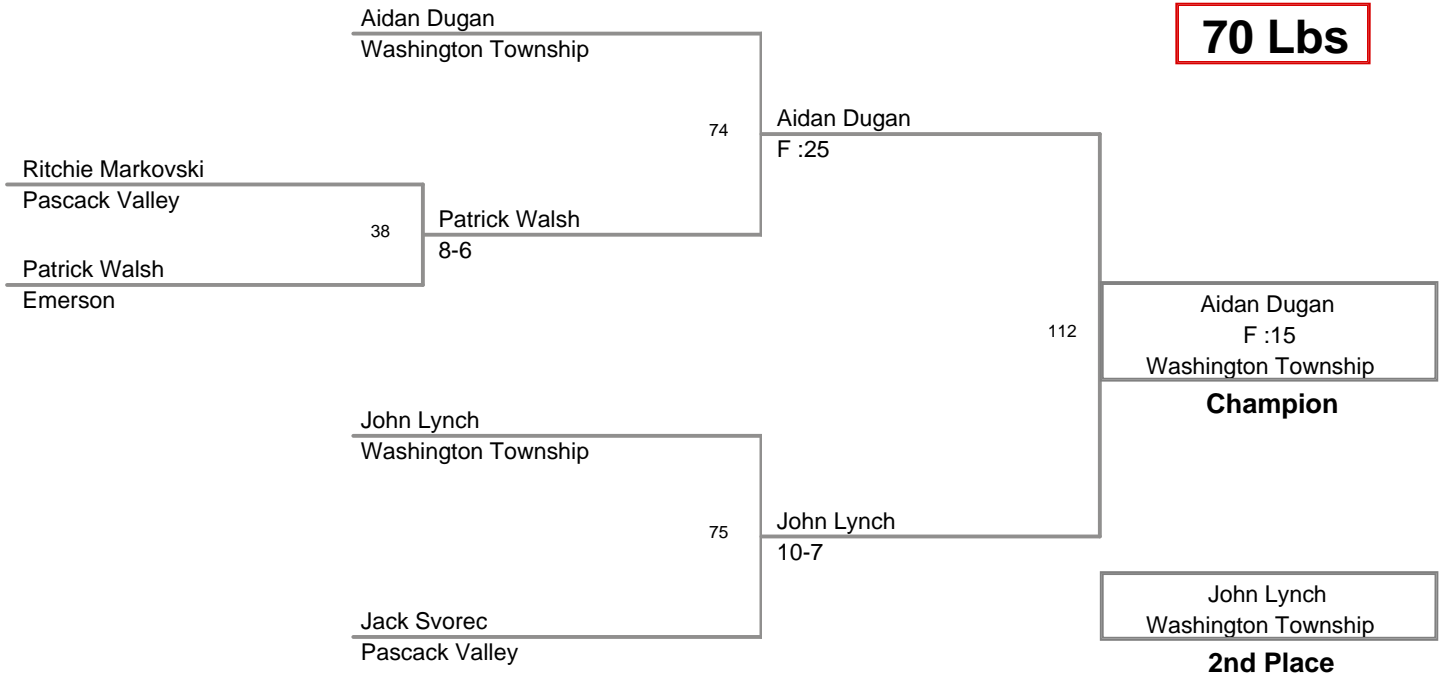 Aidan Dugan
Washington Township
70 Lbs
74
Aidan Dugan
F :25
Ritchie Markovski
Pascack Valley
38
Patrick Walsh
8-6
Patrick Walsh
Emerson
112
Aidan Dugan
F :15
Washington Township
Champion
John Lynch
Washington Township
75
John Lynch
10-7
Jack Svorec
Pascack Valley
John Lynch
Washington Township
2nd Place